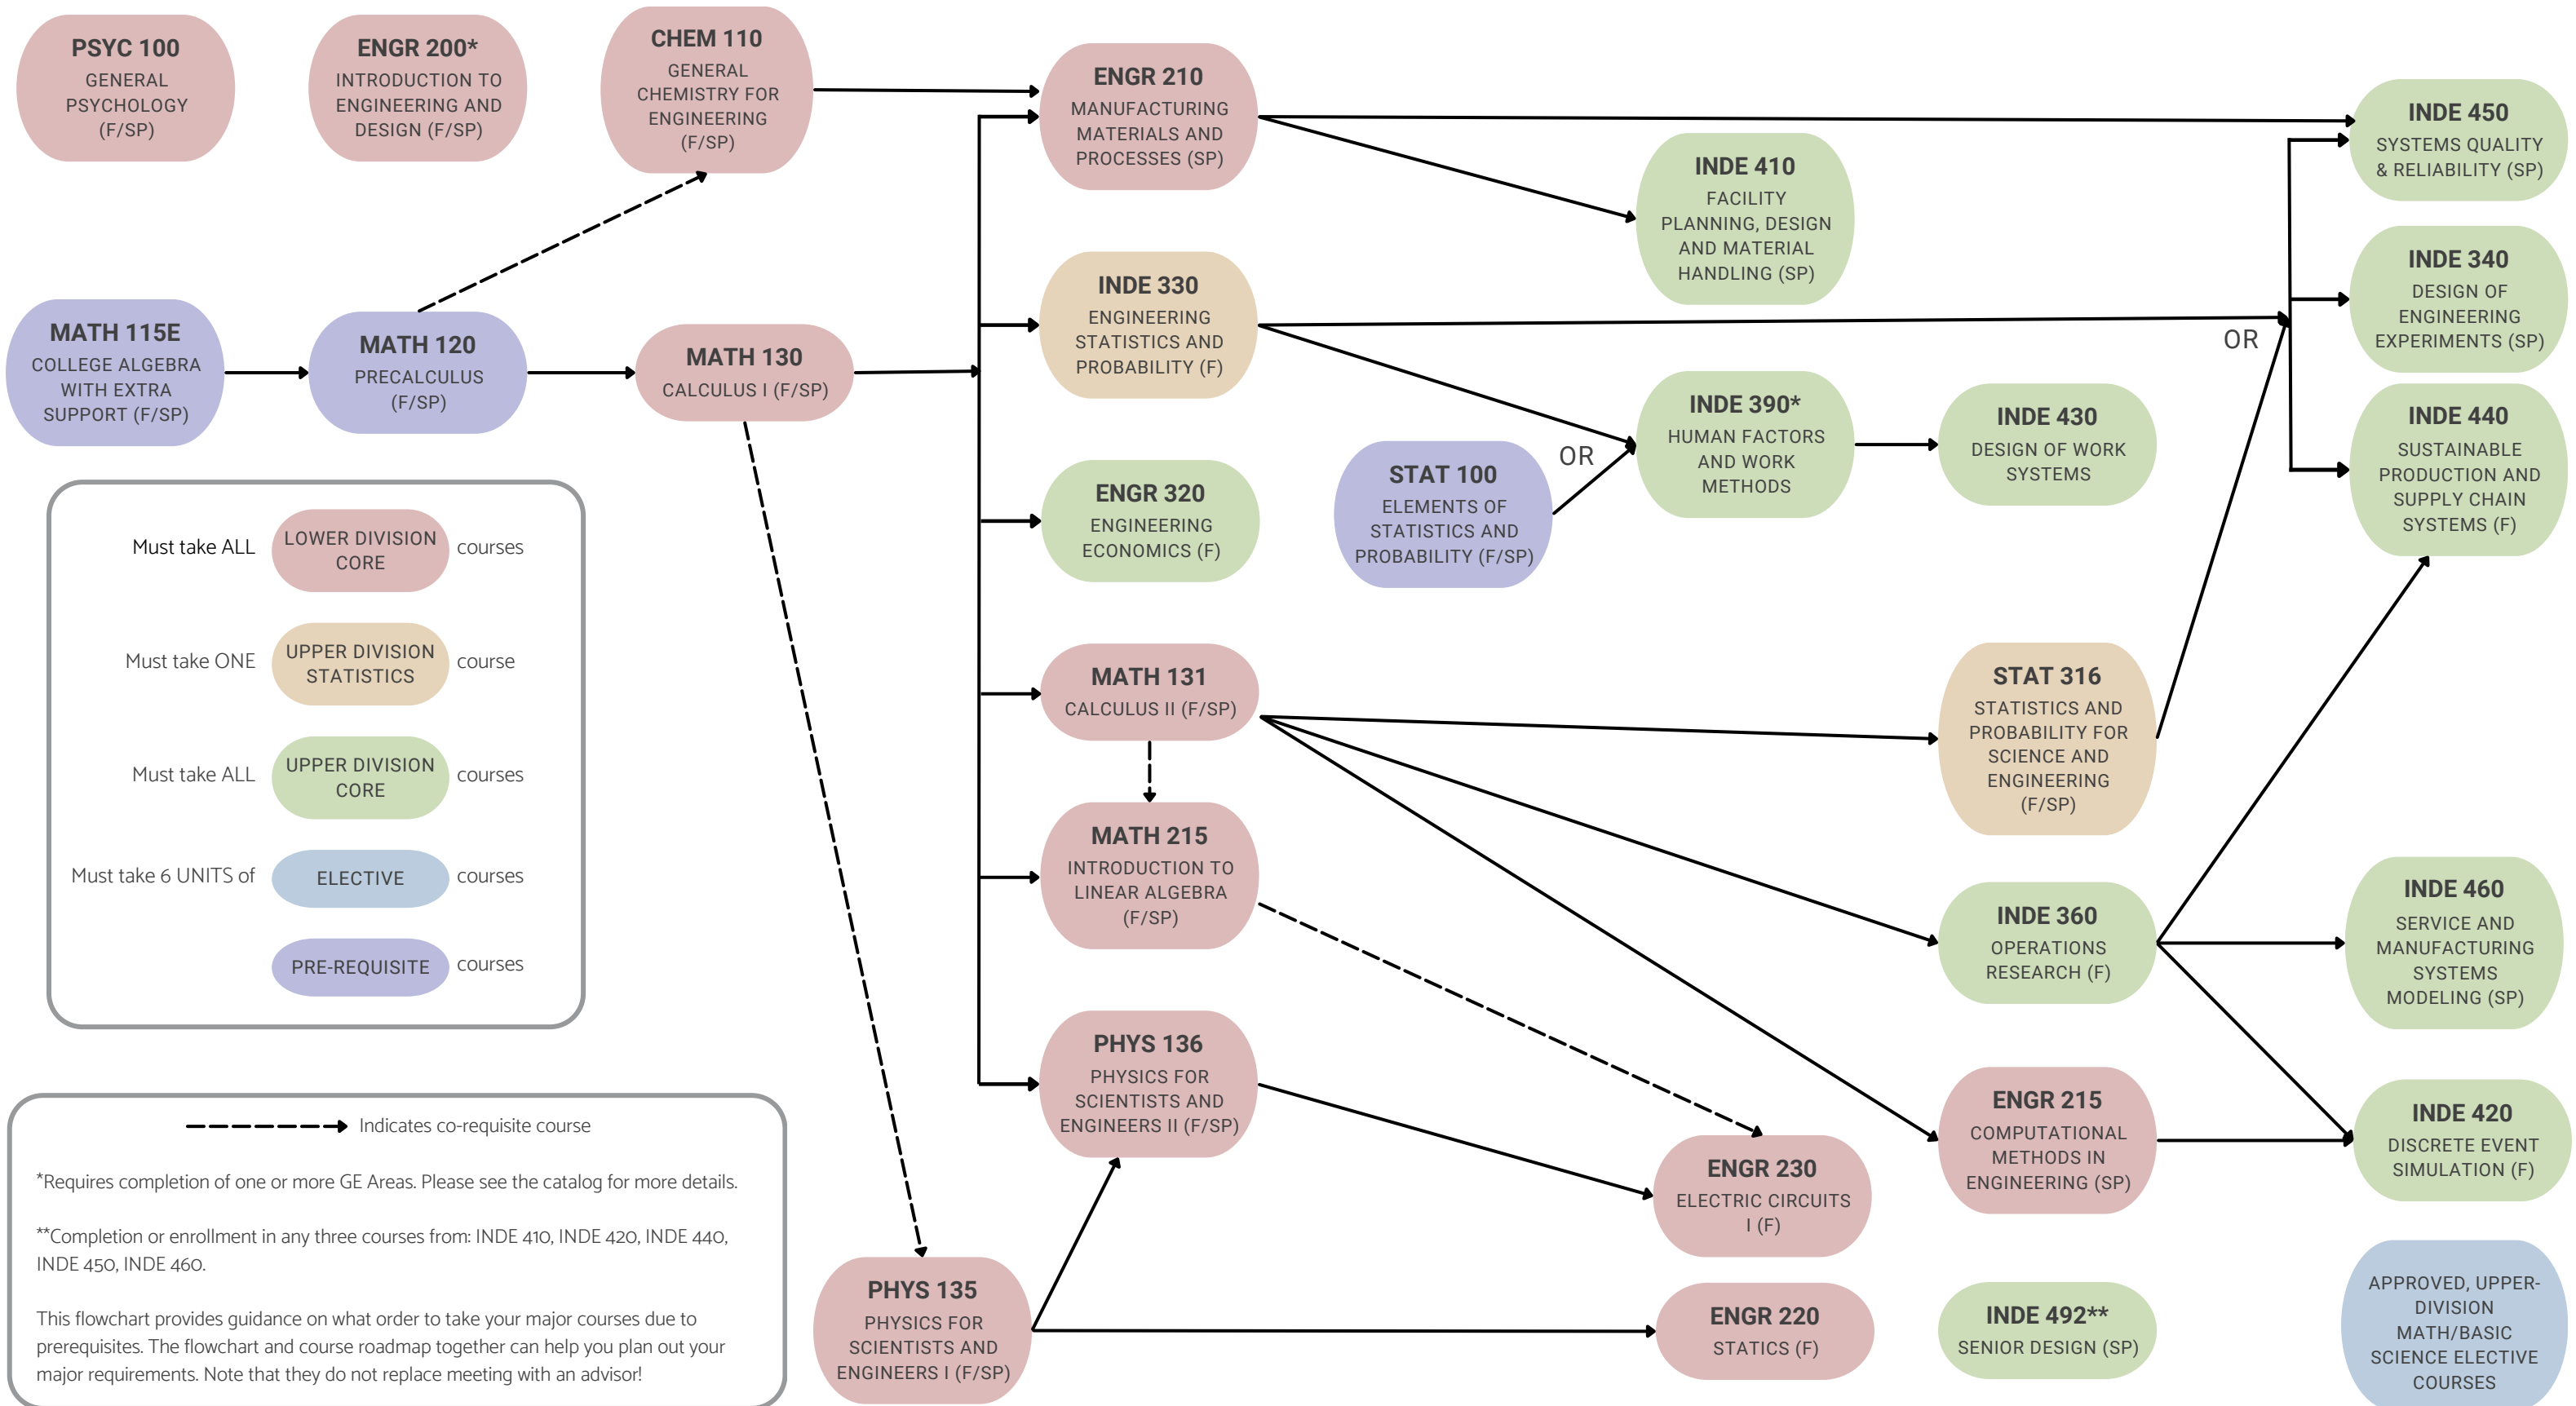 PSYC 100
GENERAL
PSYCHOLOGY
(F/SP)
ENGR 200*
INTRODUCTION TO
ENGINEERING AND
DESIGN (F/SP)
CHEM 110
GENERAL
CHEMISTRY FOR
ENGINEERING
(F/SP)
ENGR 210
MANUFACTURING
MATERIALS AND
PROCESSES (SP)
INDE 410
FACILITY
PLANNING, DESIGN
AND MATERIAL
HANDLING (SP)
INDE 450
SYSTEMS QUALITY
& RELIABILITY (SP)
MATH 115E
COLLEGE ALGEBRA
WITH EXTRA
SUPPORT (F/SP)
MATH 120
PRECALCULUS
(F/SP)
MATH 130
CALCULUS I (F/SP)
INDE 330
ENGINEERING
STATISTICS AND
PROBABILITY (F)
OR
INDE 340
DESIGN OF
ENGINEERING
EXPERIMENTS (SP)
ENGR 320
ENGINEERING
ECONOMICS (F)
STAT 100
ELEMENTS OF
STATISTICS AND
PROBABILITY (F/SP)
OR
INDE 390*
HUMAN FACTORS
AND WORK
METHODS
INDE 430
DESIGN OF WORK
SYSTEMS
INDE 440
SUSTAINABLE
PRODUCTION AND
SUPPLY CHAIN
SYSTEMS (F)
Must take ALL LOWER DIVISION CORE courses
Must take ONE UPPER DIVISION STATISTICS course
Must take ALL UPPER DIVISION CORE courses
Must take 6 UNITS of ELECTIVE courses
PRE-REQUISITE courses
MATH 131
CALCULUS II (F/SP)
STAT 316
STATISTICS AND
PROBABILITY FOR
SCIENCE AND
ENGINEERING
(F/SP)
MATH 215
INTRODUCTION TO
LINEAR ALGEBRA
(F/SP)
INDE 360
OPERATIONS
RESEARCH (F)
INDE 460
SERVICE AND
MANUFACTURING
SYSTEMS
MODELING (SP)
PHYS 136
PHYSICS FOR
SCIENTISTS AND
ENGINEERS II (F/SP)
ENGR 230
ELECTRIC CIRCUITS
I (F)
ENGR 215
COMPUTATIONAL
METHODS IN
ENGINEERING (SP)
INDE 420
DISCRETE EVENT
SIMULATION (F)
PHYS 135
PHYSICS FOR
SCIENTISTS AND
ENGINEERS I (F/SP)
ENGR 220
STATICS (F)
INDE 492**
SENIOR DESIGN (SP)
APPROVED, UPPER-
DIVISION
MATH/BASIC
SCIENCE ELECTIVE
COURSES
Indicates co-requisite course
*Requires completion of one or more GE Areas. Please see the catalog for more details.
**Completion or enrollment in any three courses from: INDE 410, INDE 420, INDE 440,
INDE 450, INDE 460.
This flowchart provides guidance on what order to take your major courses due to
prerequisites. The flowchart and course roadmap together can help you plan out your
major requirements. Note that they do not replace meeting with an advisor!